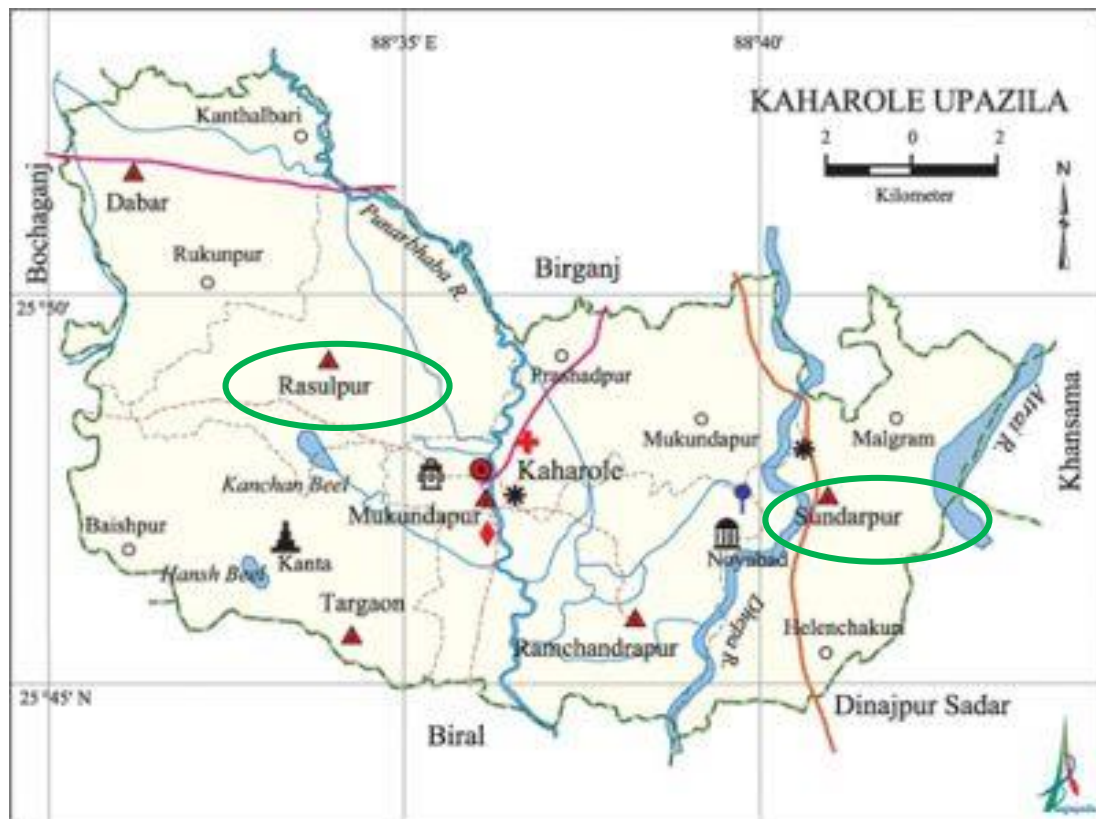 88°35' E
88°40'
KAHAROLE UPAZILA
2 0 2
Kilometer
N
Kanthalbari
Bochaganj
Dabar
Punarbhaba R.
Rukunpur
Birganj
25°50'
Rasulpur
Prashadpur
Mukundapur
Malgram
Atrai R.
Khansama
Kanchan Beel
Kaharole
Mukundapur
Sundarpur
Baishpur
Kanta
Noyabad
Hansh Beel
Targaon
Ramchandrapur
Dhepa R.
Helenchakuri
25°45' N
Biral
Dinajpur Sadar